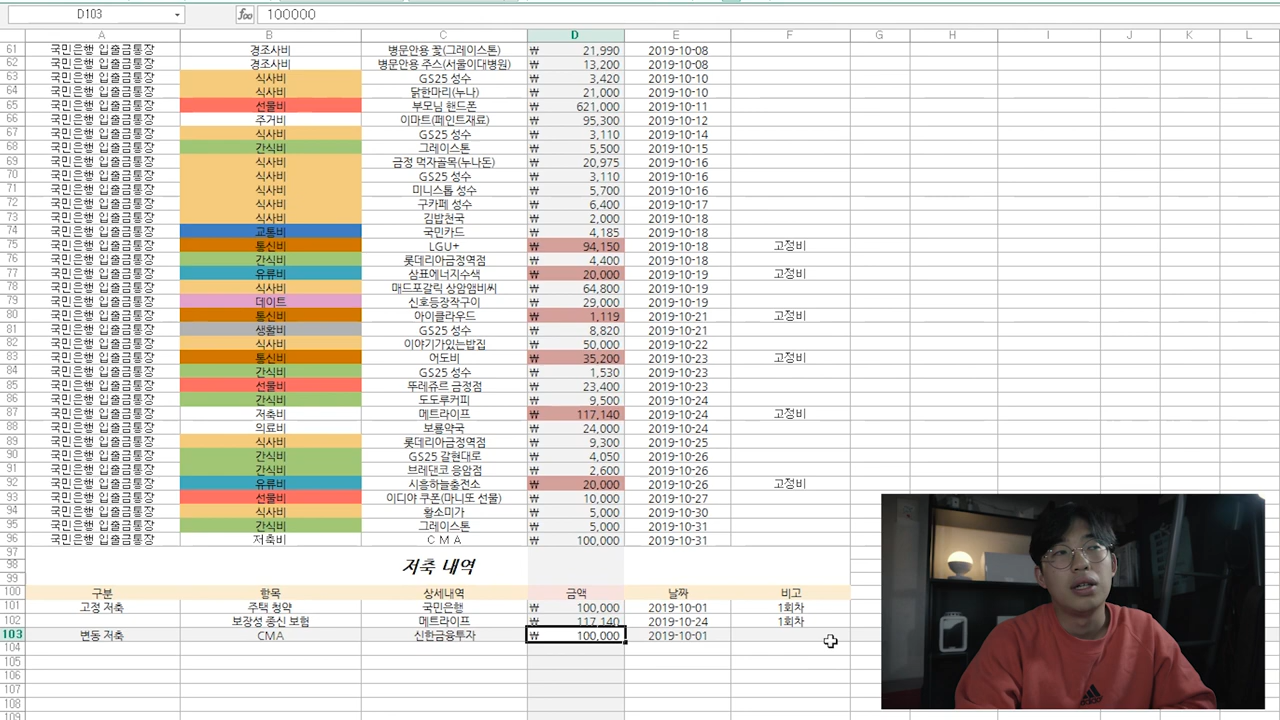 D103 100000
A B C D E F G H I J K L
61 국민은행 입출금통장 경조사비 병문안용 꽃(그레이스톤) ₩ 21,990 2019-10-08
62 국민은행 입출금통장 경조사비 병문안용 주스(서울이대병원) ₩ 13,200 2019-10-08
63 국민은행 입출금통장 식사비 GS25 성수 ₩ 3,420 2019-10-10
64 국민은행 입출금통장 식사비 닭한마리(누나) ₩ 21,000 2019-10-10
65 국민은행 입출금통장 선물비 부모님 핸드폰 ₩ 621,000 2019-10-11
66 국민은행 입출금통장 주거비 이마트(페인트재료) ₩ 95,300 2019-10-12
67 국민은행 입출금통장 식사비 GS25 성수 ₩ 3,110 2019-10-14
68 국민은행 입출금통장 간식비 그레이스톤 ₩ 5,500 2019-10-15
69 국민은행 입출금통장 식사비 금정 먹자골목(누나돈) ₩ 20,975 2019-10-16
70 국민은행 입출금통장 식사비 GS25 성수 ₩ 3,110 2019-10-16
71 국민은행 입출금통장 식사비 미니스톱 성수 ₩ 5,700 2019-10-16
72 국민은행 입출금통장 식사비 구카페 성수 ₩ 6,400 2019-10-17
73 국민은행 입출금통장 식사비 김밥천국 ₩ 2,000 2019-10-18
74 국민은행 입출금통장 교통비 국민카드 ₩ 4,185 2019-10-18
75 국민은행 입출금통장 통신비 LGU+ ₩ 94,150 2019-10-18 고정비
76 국민은행 입출금통장 간식비 롯데리아금정역점 ₩ 4,400 2019-10-18
77 국민은행 입출금통장 유류비 삼표에너지수색 ₩ 20,000 2019-10-19 고정비
78 국민은행 입출금통장 식사비 매드포갈릭 상암앰비씨 ₩ 64,800 2019-10-19
79 국민은행 입출금통장 데이트 신호등장작구이 ₩ 29,000 2019-10-19
80 국민은행 입출금통장 통신비 아이클라우드 ₩ 1,119 2019-10-21 고정비
81 국민은행 입출금통장 생활비 GS25 성수 ₩ 8,820 2019-10-21
82 국민은행 입출금통장 식사비 이야기가있는밥집 ₩ 50,000 2019-10-22
83 국민은행 입출금통장 통신비 어도비 ₩ 35,200 2019-10-23 고정비
84 국민은행 입출금통장 간식비 GS25 성수 ₩ 1,530 2019-10-23
85 국민은행 입출금통장 선물비 뚜레쥬르 금정점 ₩ 23,400 2019-10-23
86 국민은행 입출금통장 간식비 도도루커피 ₩ 9,500 2019-10-24
87 국민은행 입출금통장 저축비 메트라이프 ₩ 117,140 2019-10-24 고정비
88 국민은행 입출금통장 의료비 보룡약국 ₩ 24,000 2019-10-24
89 국민은행 입출금통장 식사비 롯데리아금정역점 ₩ 9,300 2019-10-25
90 국민은행 입출금통장 간식비 GS25 갈현대로 ₩ 4,050 2019-10-26
91 국민은행 입출금통장 간식비 브레댄코 응암점 ₩ 2,600 2019-10-26
92 국민은행 입출금통장 유류비 시흥하늘충전소 ₩ 20,000 2019-10-26 고정비
93 국민은행 입출금통장 선물비 이디야 쿠폰(마니또 선물) ₩ 10,000 2019-10-27
94 국민은행 입출금통장 식사비 황소미가 ₩ 5,000 2019-10-30
95 국민은행 입출금통장 간식비 그레이스톤 ₩ 5,000 2019-10-31
96 국민은행 입출금통장 저축비 C M A ₩ 100,000 2019-10-31
97
98 저축 내역
99
100 구분 항목 상세내역 금액 날짜 비고
101 고정 저축 주택 청약 국민은행 ₩ 100,000 2019-10-01 1회차
102 보장성 종신 보험 메트라이프 ₩ 117,140 2019-10-24 1회차
103 변동 저축 CMA 신한금융투자 ₩ 100,000 2019-10-01
104
105
106
107
108
adidas